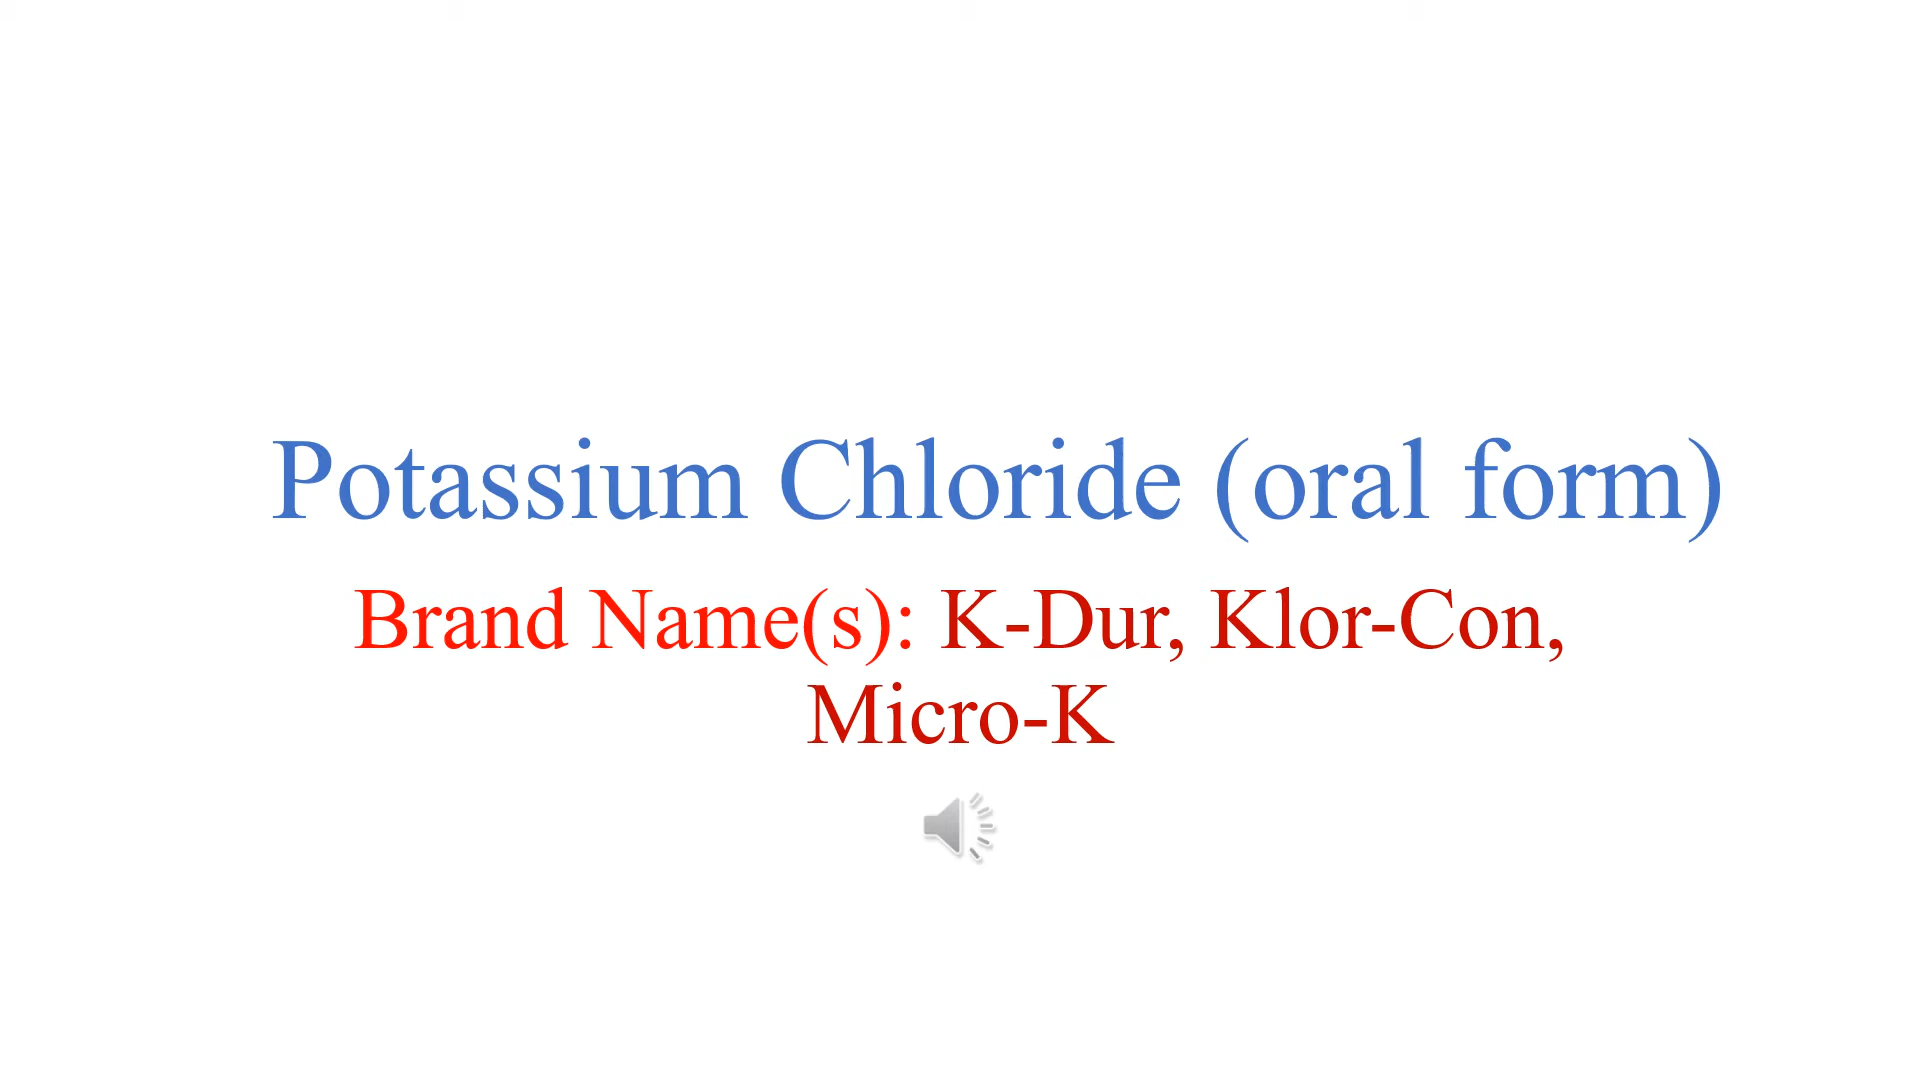 Potassium Chloride (oral form)
Brand Name(s): K-Dur, Klor-Con,
Micro-K